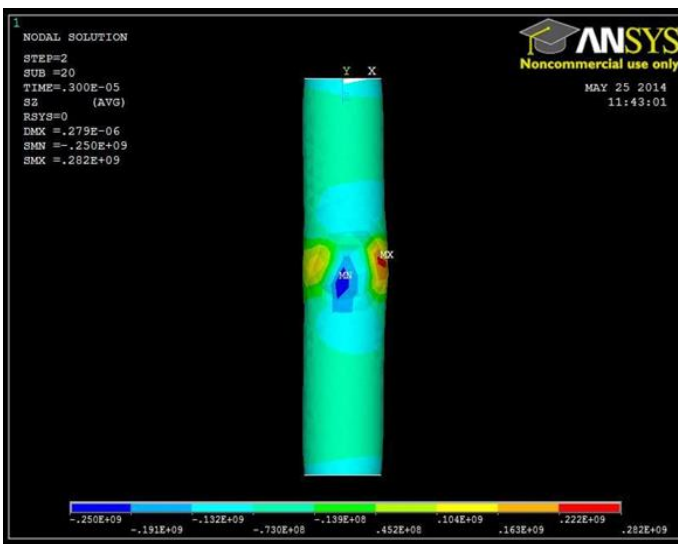 1
NODAL SOLUTION
STEP=2
SUB =20
TIME=.300E-05
SZ (AVG)
RSYS=0
DMX =.279E-06
SMN =-.250E+09
SMX =.282E+09
ANSYS
Noncommercial use only
MAY 25 2014
11:43:01
Y X
MX
MN
-.250E+09 -.132E+09 -.139E+08 .104E+09 .222E+09
-.191E+09 -.730E+08 .452E+08 .163E+09 .282E+09